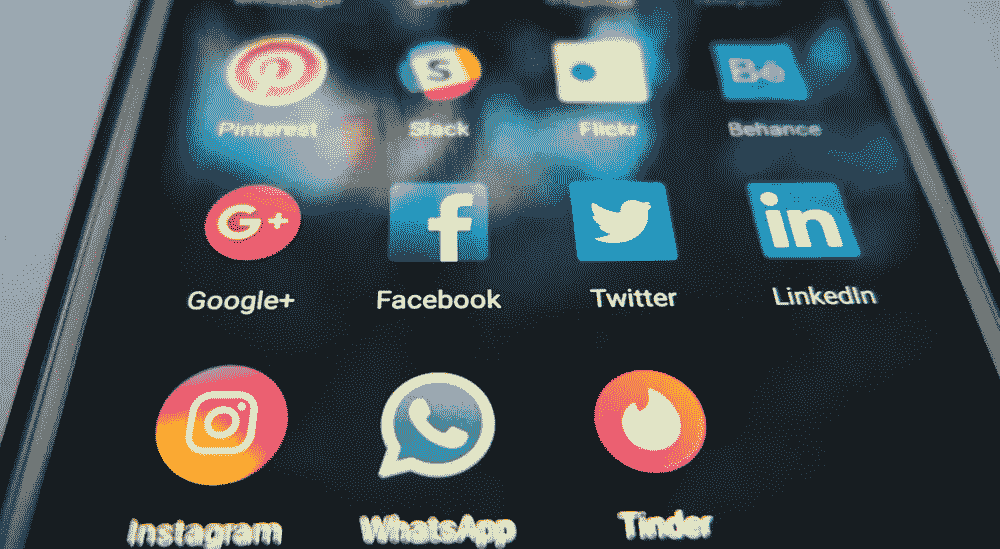 Pinterest Slack Flickr Behance
Google+ Facebook Twitter LinkedIn
Instagram WhatsApp Tinder